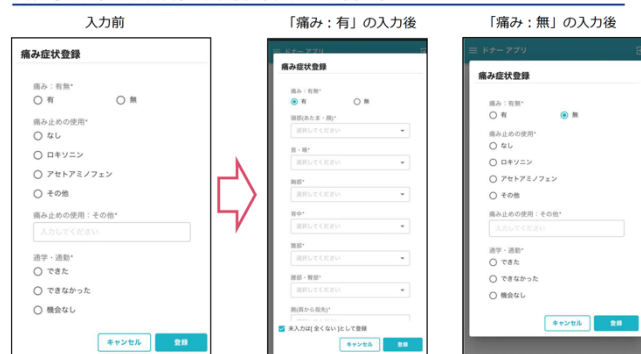 入力前
「痛み：有」の入力後
「痛み：無」の入力後
痛み症状登録
痛み：有無*
有
無
痛み止めの使用*
なし
ロキソニン
アセトアミノフェン
その他
痛み止めの使用：その他*
入力してください
通学・通勤*
できた
できなかった
機会なし
キャンセル
登録
ドナーアプリ
痛み症状登録
痛み：有無*
有
無
頭部(あたま・顔)*
選択してください
首・喉*
選択してください
胸部*
選択してください
背中*
選択してください
腹部*
選択してください
腰部・臀部*
選択してください
腕(肩から指先)*
未入力は[ 全くない ]として登録
キャンセル
登録
ドナーアプリ
痛み症状登録
痛み：有無*
有
無
痛み止めの使用*
なし
ロキソニン
アセトアミノフェン
その他
痛み止めの使用：その他*
入力してください
通学・通勤*
できた
できなかった
機会なし
キャンセル
登録